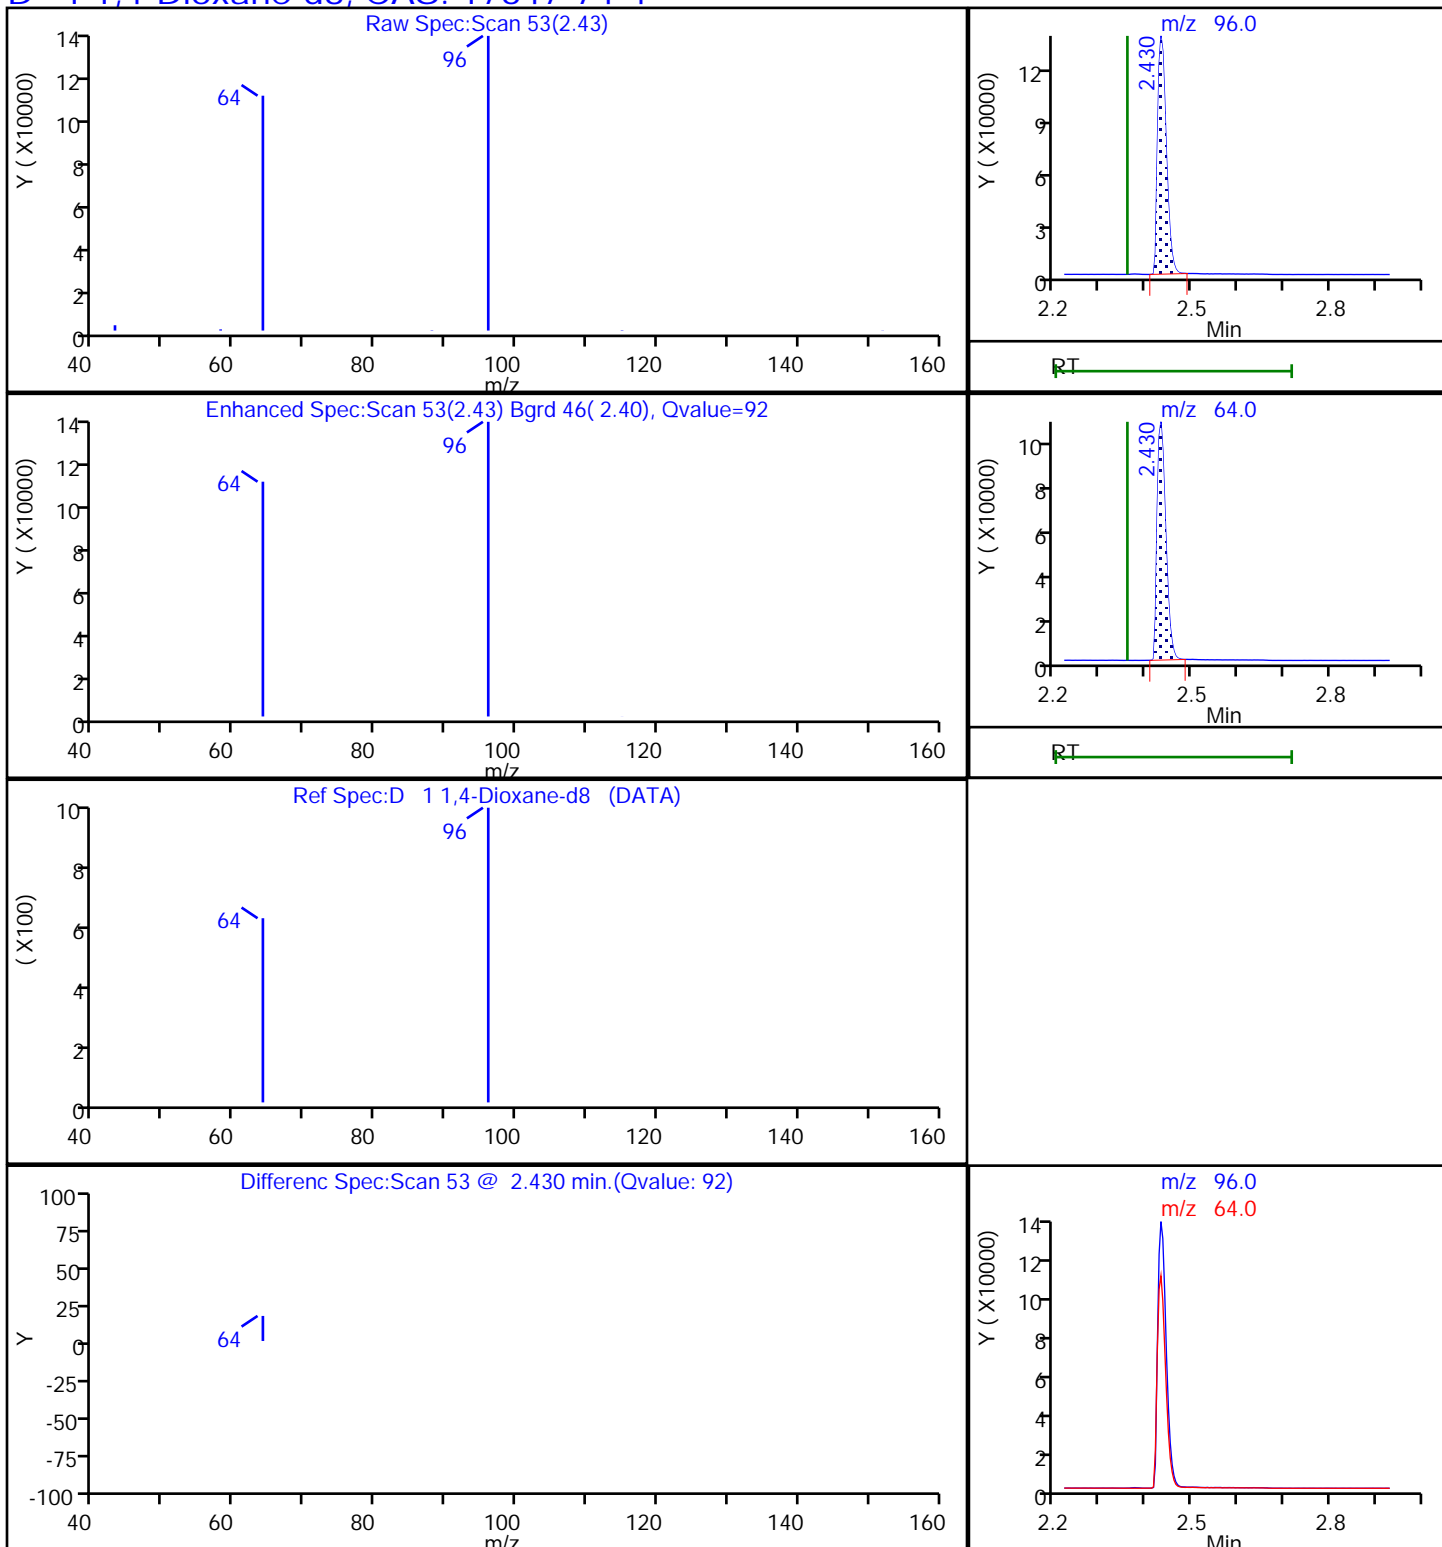 Raw Spec:Scan 53(2.43)
Y ( X10000)
14
12
10
8
6
4
2
0
96
64
40 60 80 100 120 140 160
m/z
m/z 96.0
Y ( X10000)
12
9
6
3
0
2.430
2.2 2.5 2.8
Min
RT
Enhanced Spec:Scan 53(2.43) Bgrd 46( 2.40), Qvalue=92
Y ( X10000)
14
12
10
8
6
4
2
0
96
64
40 60 80 100 120 140 160
m/z
m/z 64.0
Y ( X10000)
10
8
6
4
2
0
2.430
2.2 2.5 2.8
Min
RT
Ref Spec:D 1 1,4-Dioxane-d8 (DATA)
( X100)
10
8
6
4
2
0
96
64
40 60 80 100 120 140 160
Differenc Spec:Scan 53 @ 2.430 min.(Qvalue: 92)
Y
100
75
50
25
0
-25
-50
-75
-100
64
40 60 80 100 120 140 160
m/z
m/z 96.0
m/z 64.0
Y ( X10000)
14
12
10
8
6
4
2
0
2.2 2.5 2.8
Min